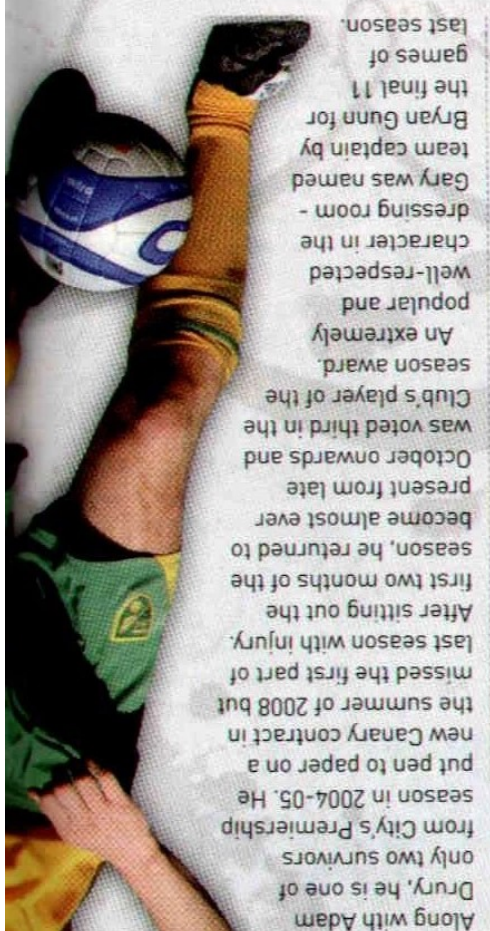 Along with Adam
Drury, he is one of
only two survivors
from City's Premiership
season in 2004-05. He
put pen to paper on a
new Canary contract in
the summer of 2008 but
missed the first part of
last season with injury.
After sitting out the
first two months of the
season, he returned to
become almost ever
present from late
October onwards and
was voted third in the
Club's player of the
season award.
An extremely
popular and
well-respected
character in the
dressing room -
Gary was named
team captain by
Bryan Gunn for
the final 11
games of
last season.
mitre